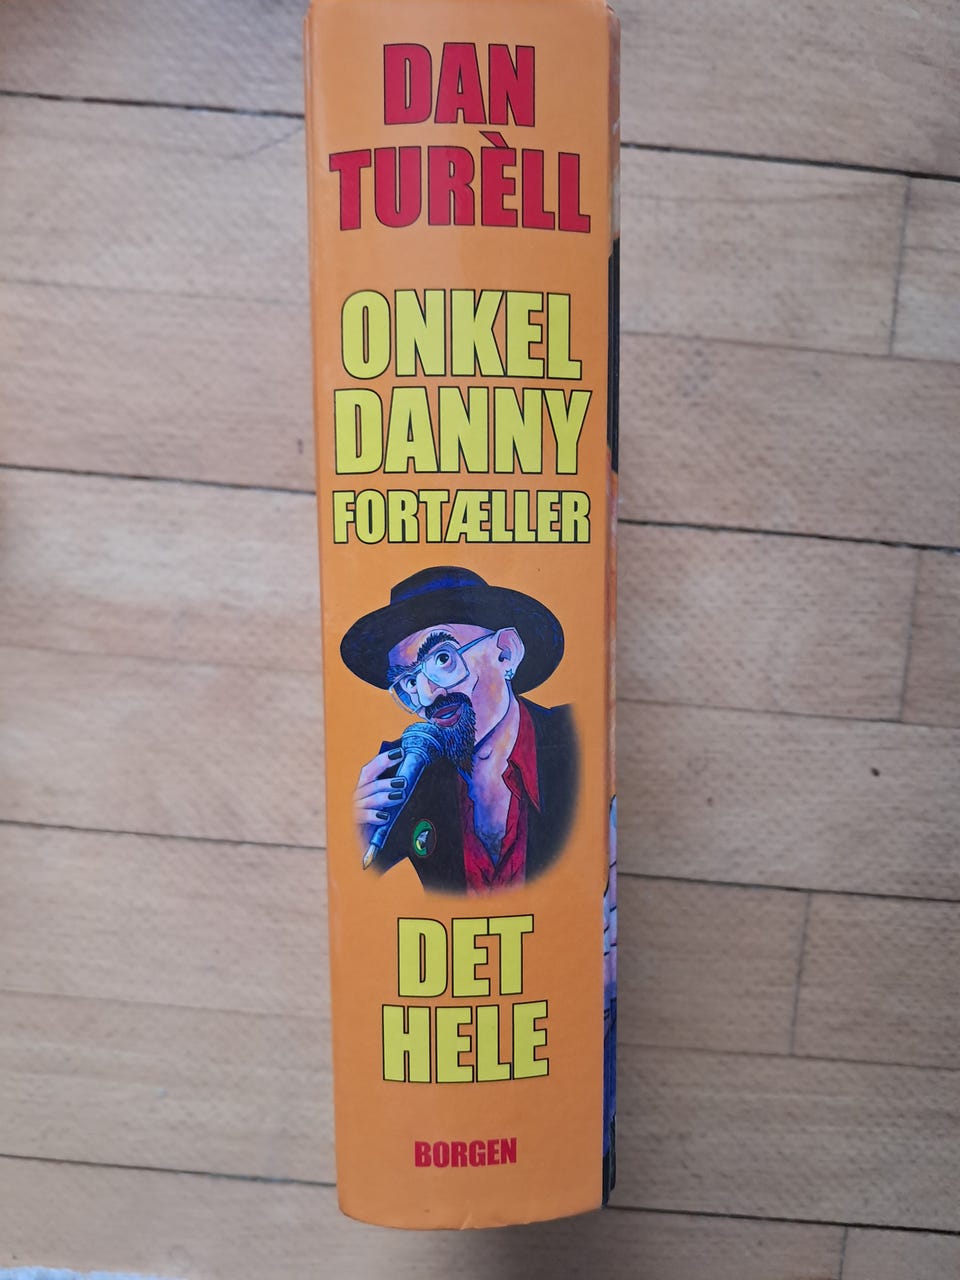 DAN
TURÈLL
ONKEL
DANNY
FORTÆLLER
DET
HELE
BORGEN